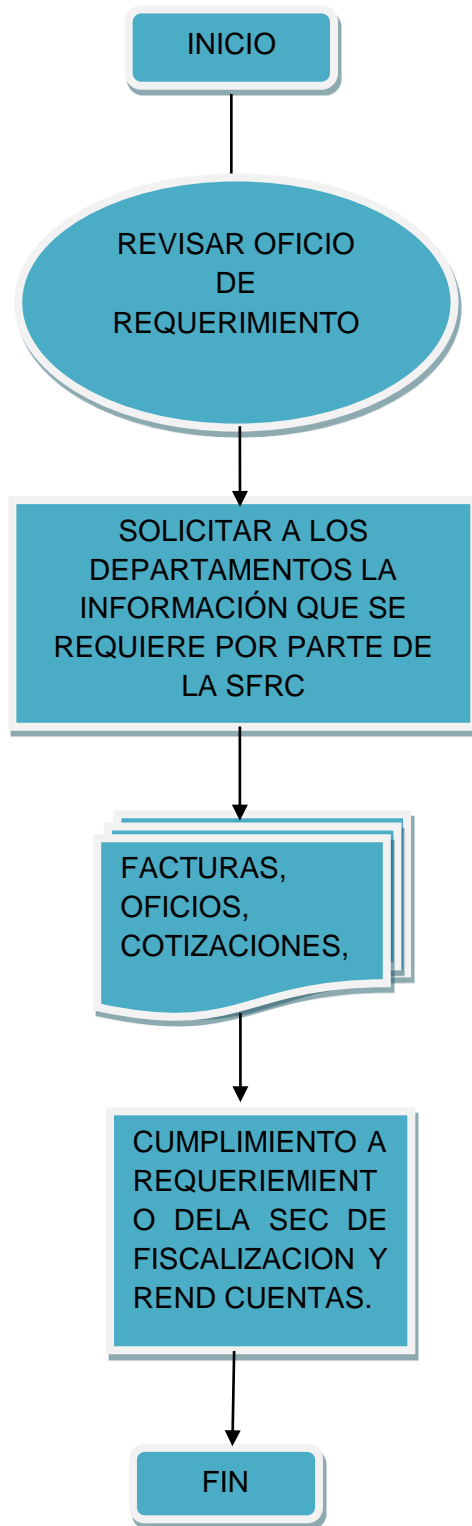 INICIO
REVISAR OFICIO
DE
REQUERIMIENTO
SOLICITAR A LOS
DEPARTAMENTOS LA
INFORMACIÓN QUE SE
REQUIERE POR PARTE DE
LA SFRC
FACTURAS,
OFICIOS,
COTIZACIONES,
CUMPLIMIENTO A
REQUERIEMIENT
O DELA SEC DE
FISCALIZACION Y
REND CUENTAS.
FIN